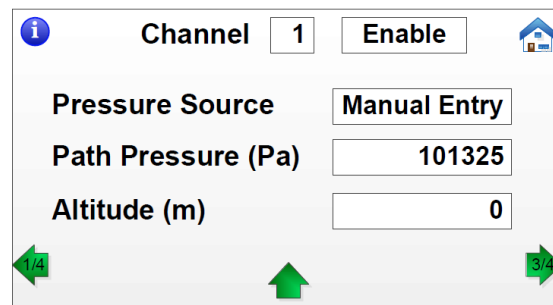 i Channel 1 Enable
Pressure Source Manual Entry
Path Pressure (Pa) 101325
Altitude (m) 0
1/4 3/4